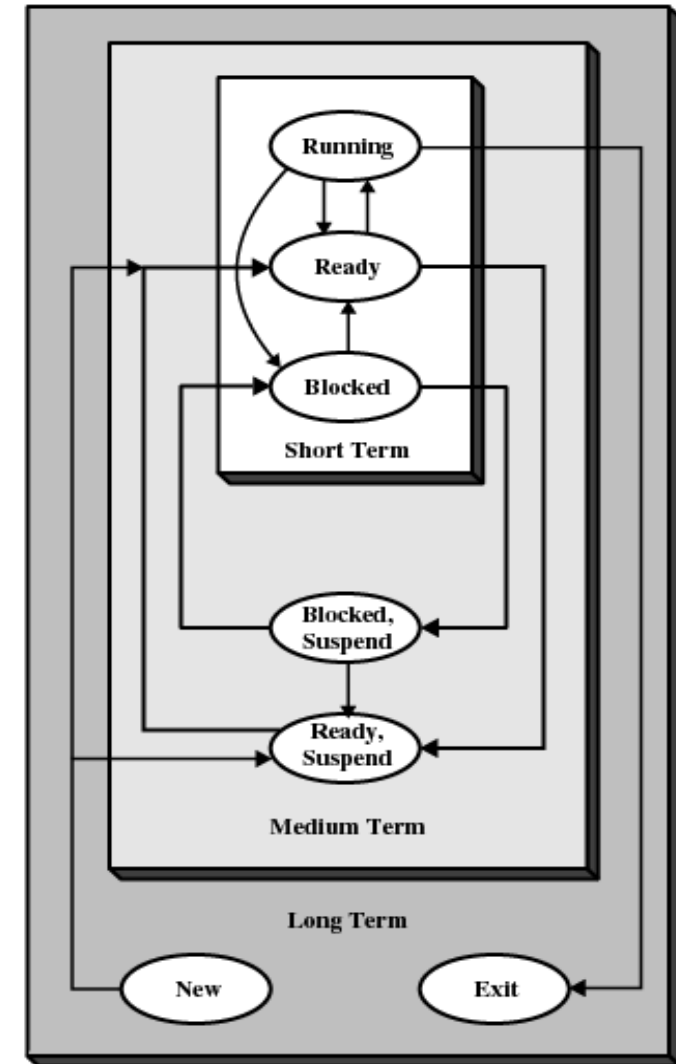 Running
Ready
Blocked
Short Term
Blocked,
Suspend
Ready,
Suspend
Medium Term
Long Term
New
Exit